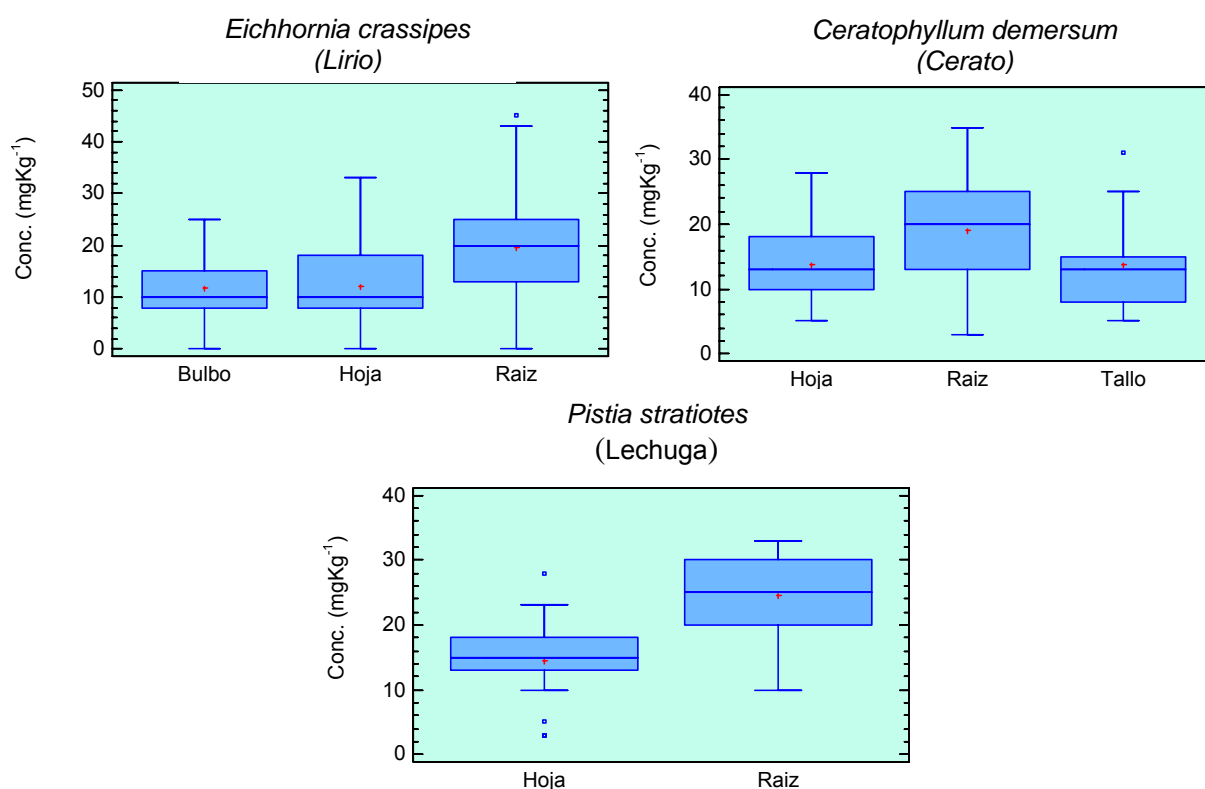 Eichhornia crassipes
(Lirio)
Conc. (mgKg-1)
50
40
30
20
10
0
Bulbo Hoja Raiz
Ceratophyllum demersum
(Cerato)
Conc. (mgKg-1)
40
30
20
10
0
Hoja Raiz Tallo
Pistia stratiotes
(Lechuga)
Conc. (mgKg-1)
40
30
20
10
0
Hoja Raiz